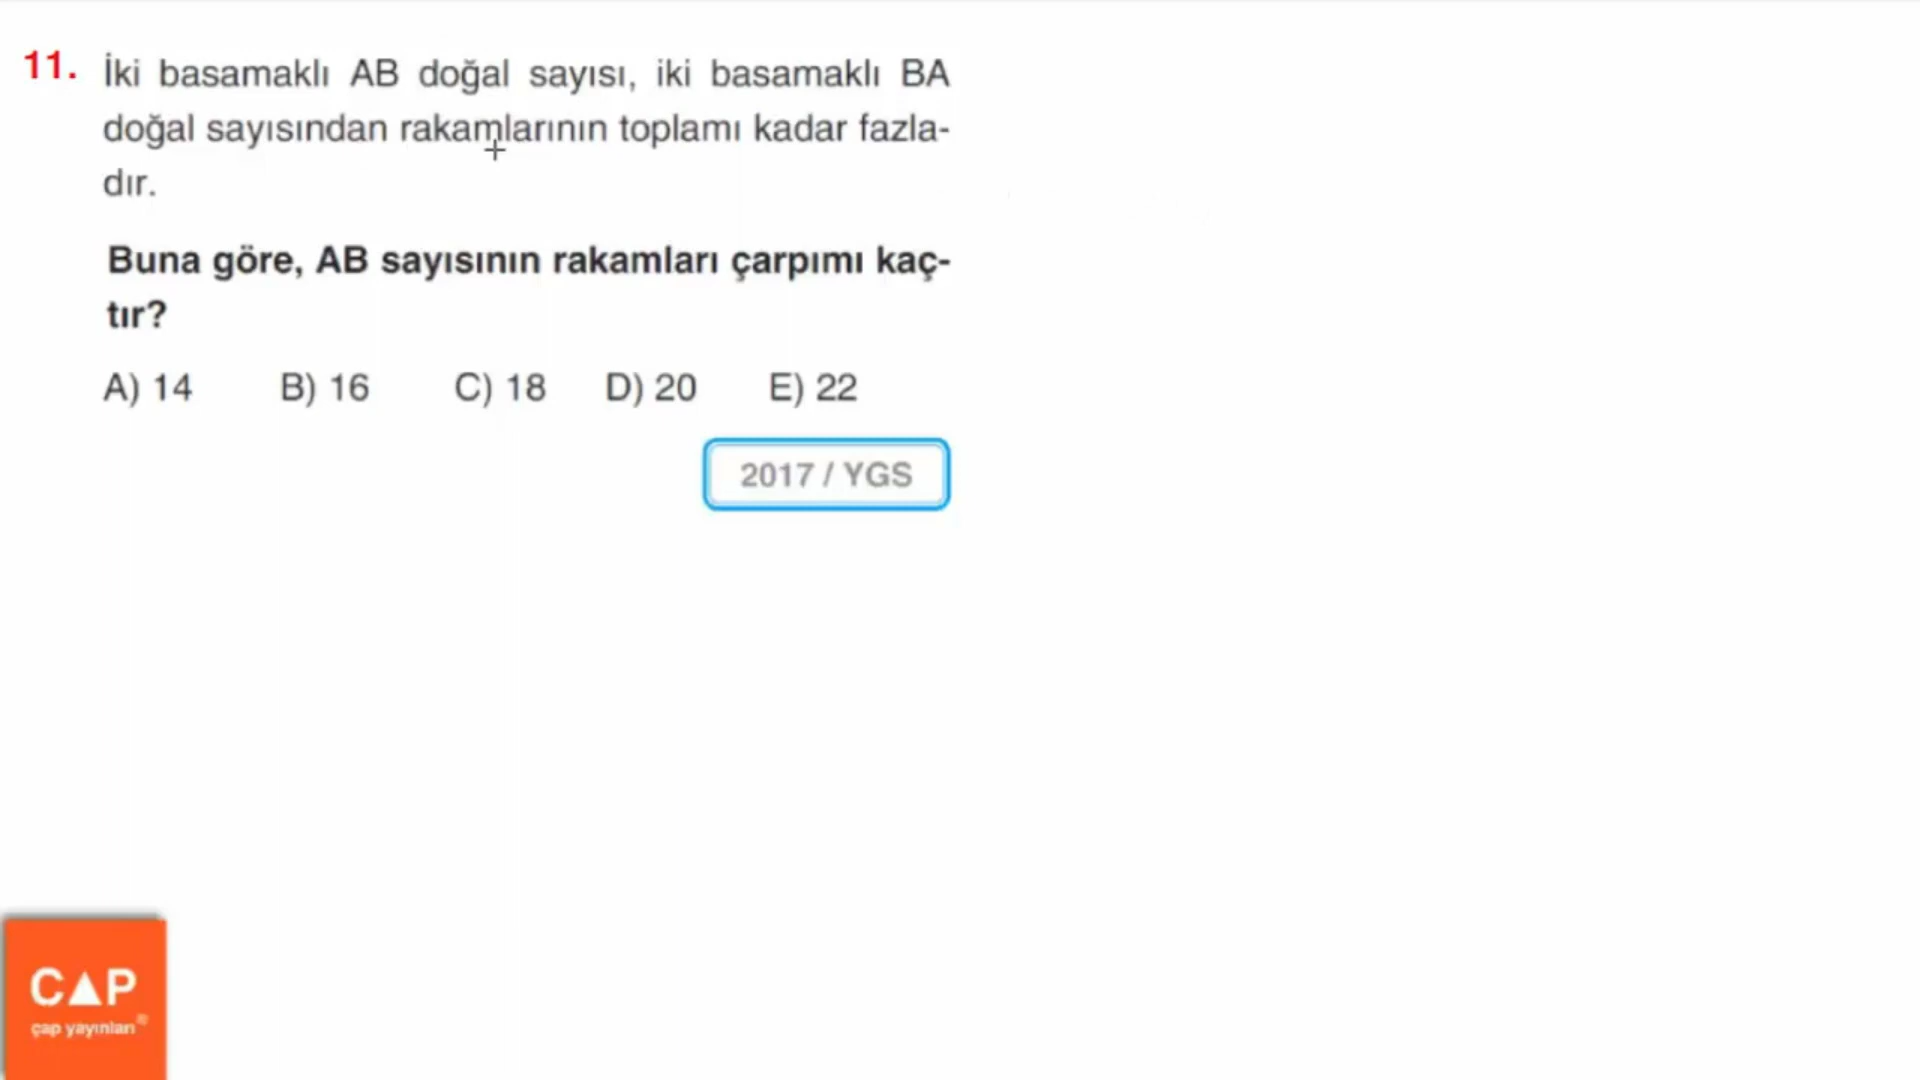 11. İki basamaklı AB doğal sayısı, iki basamaklı BA
doğal sayısından rakamlarının toplamı kadar fazla-
dır.
Buna göre, AB sayısının rakamları çarpımı kaç-
tır?
A) 14 B) 16 C) 18 D) 20 E) 22
2017 / YGS
CAP
çap yayınları®